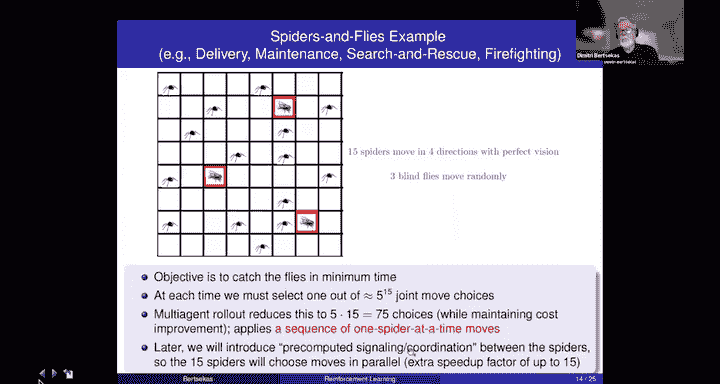 Spiders-and-Flies Example
(e.g., Delivery, Maintenance, Search-and-Rescue, Firefighting)
Dimitri Bertsekas
15 spiders move in 4 directions with perfect vision
3 blind flies move randomly
Objective is to catch the flies in minimum time
At each time we must select one out of ≈ 5¹⁵ joint move choices
Multiagent rollout reduces this to 5 · 15 = 75 choices (while maintaining cost
improvement); applies a sequence of one-spider-at-a-time moves
Later, we will introduce “precomputed signaling/coordination” between the spiders,
so the 15 spiders will choose moves in parallel (extra speedup factor of up to 15)
Bertsekas
Reinforcement Learning
14 / 25